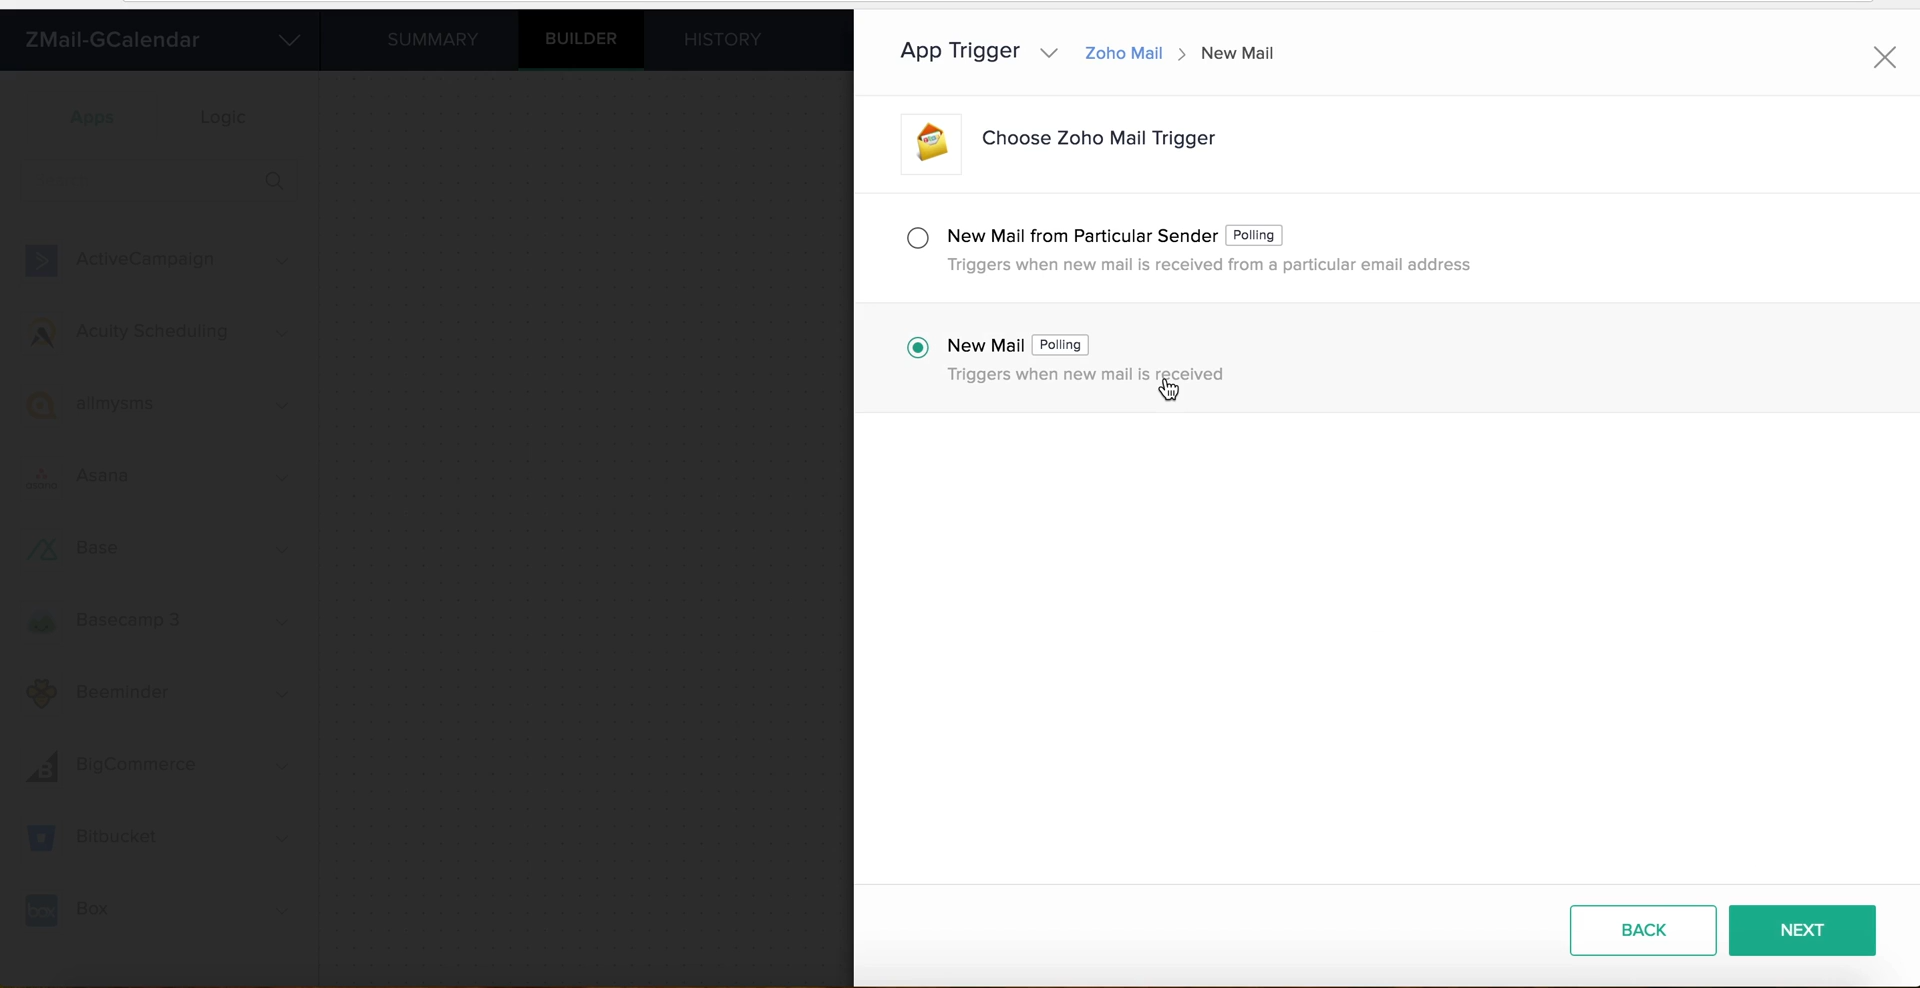 ZMail-GCalendar
SUMMARY
BUILDER
HISTORY
Apps
Logic
ActiveCampaign
Acuity Scheduling
allmysms
Asana
Base
Basecamp 3
Beeminder
BigCommerce
Bitbucket
box
Box
App Trigger
Zoho Mail > New Mail
Choose Zoho Mail Trigger
New Mail from Particular Sender Polling
Triggers when new mail is received from a particular email address
New Mail Polling
Triggers when new mail is received
BACK
NEXT